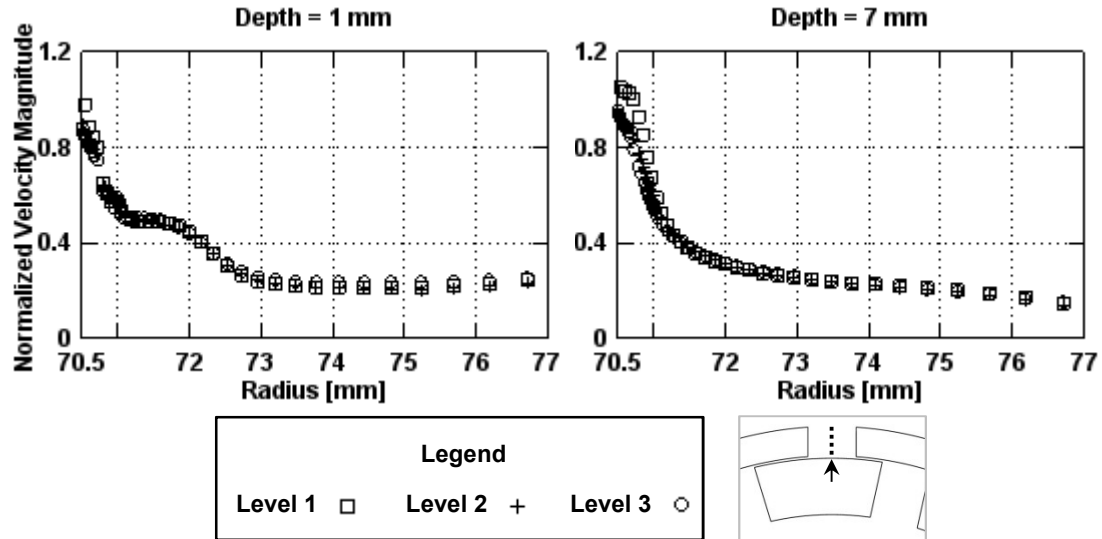 Depth = 1 mm
Normalized Velocity Magnitude
1.2
0.8
0.4
0
70.5 72 73 74 75 76 77
Radius [mm]
Depth = 7 mm
1.2
0.8
0.4
0
70.5 72 73 74 75 76 77
Radius [mm]
Legend
Level 1 Level 2 Level 3